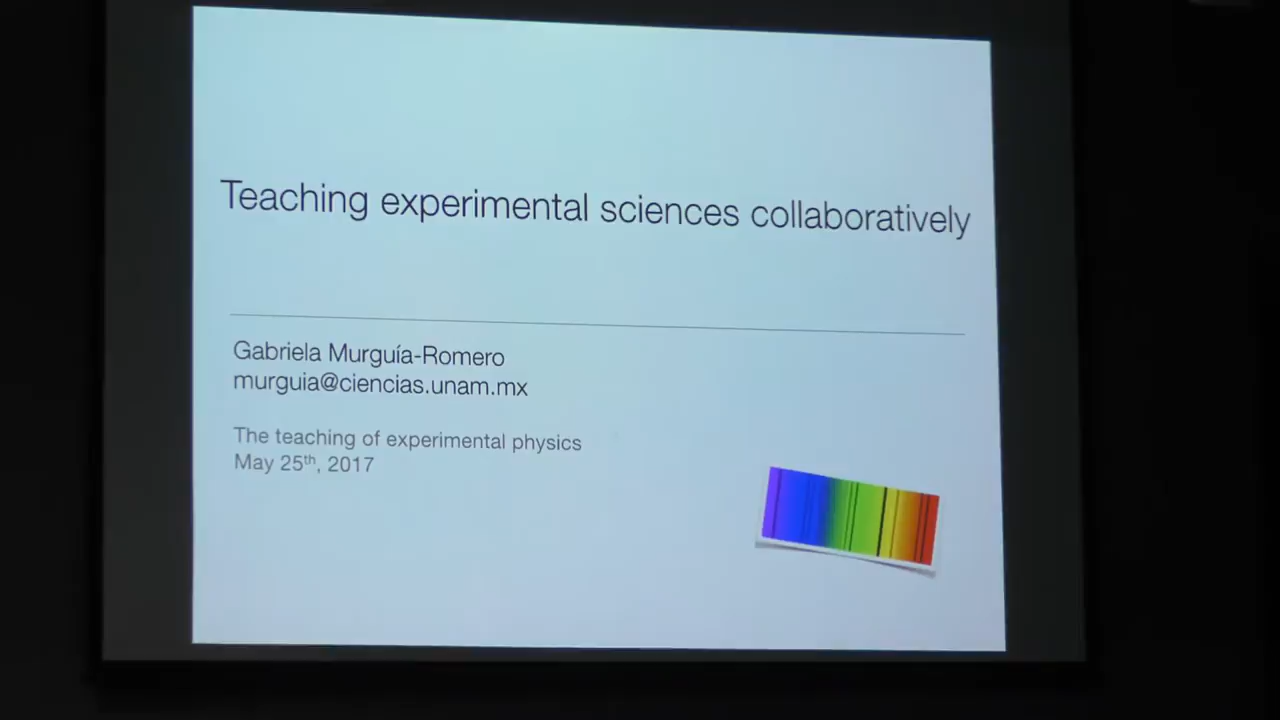 Teaching experimental sciences collaboratively
Gabriela Murguía-Romero
murguia@ciencias.unam.mx
The teaching of experimental physics
May 25th, 2017